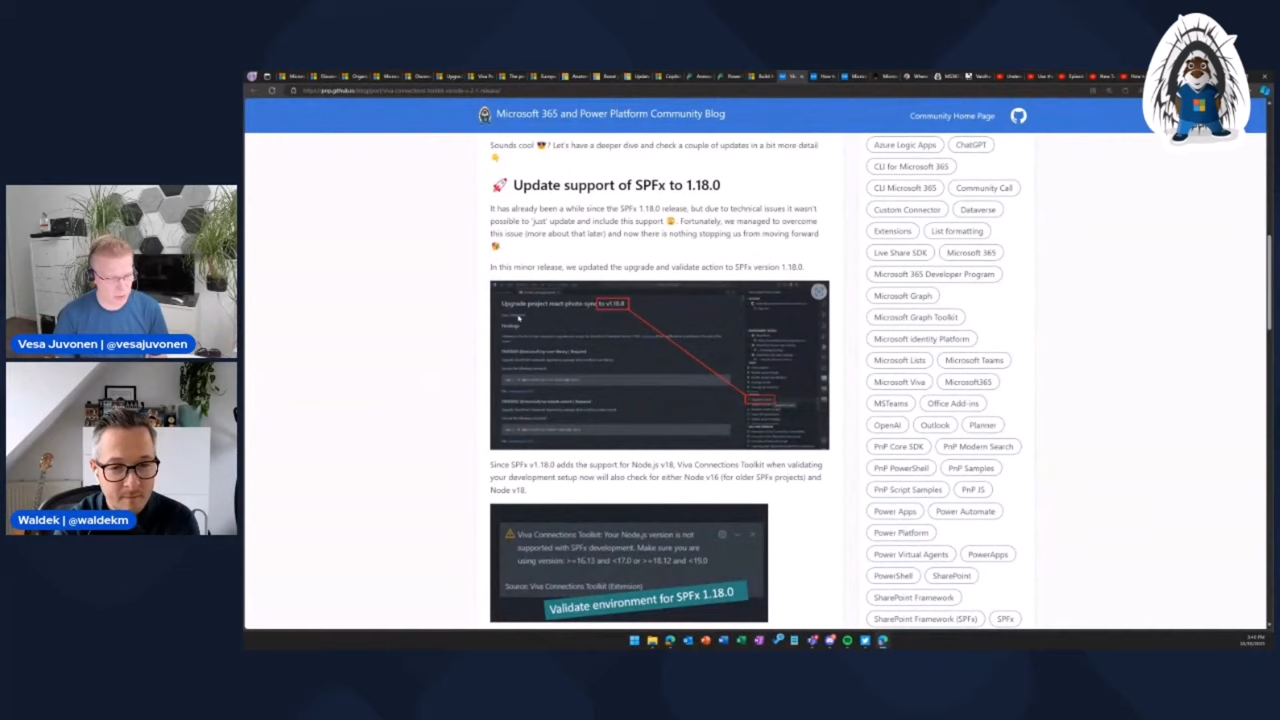 Microsoft 365 and Power Platform Community Blog
Community Home Page
Sounds cool 😎? Let's have a deeper dive and check a couple of updates in a bit more detail
👇
🚀 Update support of SPFx to 1.18.0
It has already been a while since the SPFx 1.18.0 release, but due to technical issues it wasn't
possible to 'just' update and include this support 😩. Fortunately, we managed to overcome
this issue (more about that later) and now there is nothing stopping us from moving forward
In this minor release, we updated the upgrade and validate action to SPFx version 1.18.0.
Upgrade project react-photo-sync to v1.18.0
Findings
Since SPFx v1.18.0 adds the support for Node.js v18, Viva Connections Toolkit when validating
your development setup now will also check for either Node v16 (for older SPFx projects) and
Node v18.
Viva Connections Toolkit: Your Node.js version is not
supported with SPFx development. Make sure you are
using version: >=16.13 and <17.0 or >=18.12 and <19.0
Source: Viva Connections Toolkit (Extension)
Validate environment for SPFx 1.18.0
Azure Logic Apps
ChatGPT
CLI for Microsoft 365
CLI Microsoft 365
Community Call
Custom Connector
Dataverse
Extensions
List formatting
Live Share SDK
Microsoft 365
Microsoft 365 Developer Program
Microsoft Graph
Microsoft Graph Toolkit
Microsoft identity Platform
Microsoft Lists
Microsoft Teams
Microsoft Viva
Microsoft365
MSTeams
Office Add-ins
OpenAI
Outlook
Planner
PnP Core SDK
PnP Modern Search
PnP PowerShell
PnP Samples
PnP Script Samples
PnP JS
Power Apps
Power Automate
Power Platform
Power Virtual Agents
PowerApps
PowerShell
SharePoint
SharePoint Framework
SharePoint Framework (SPFx)
SPFx
Vesa Juvonen | @vesajuvonen
Waldek | @waldekm